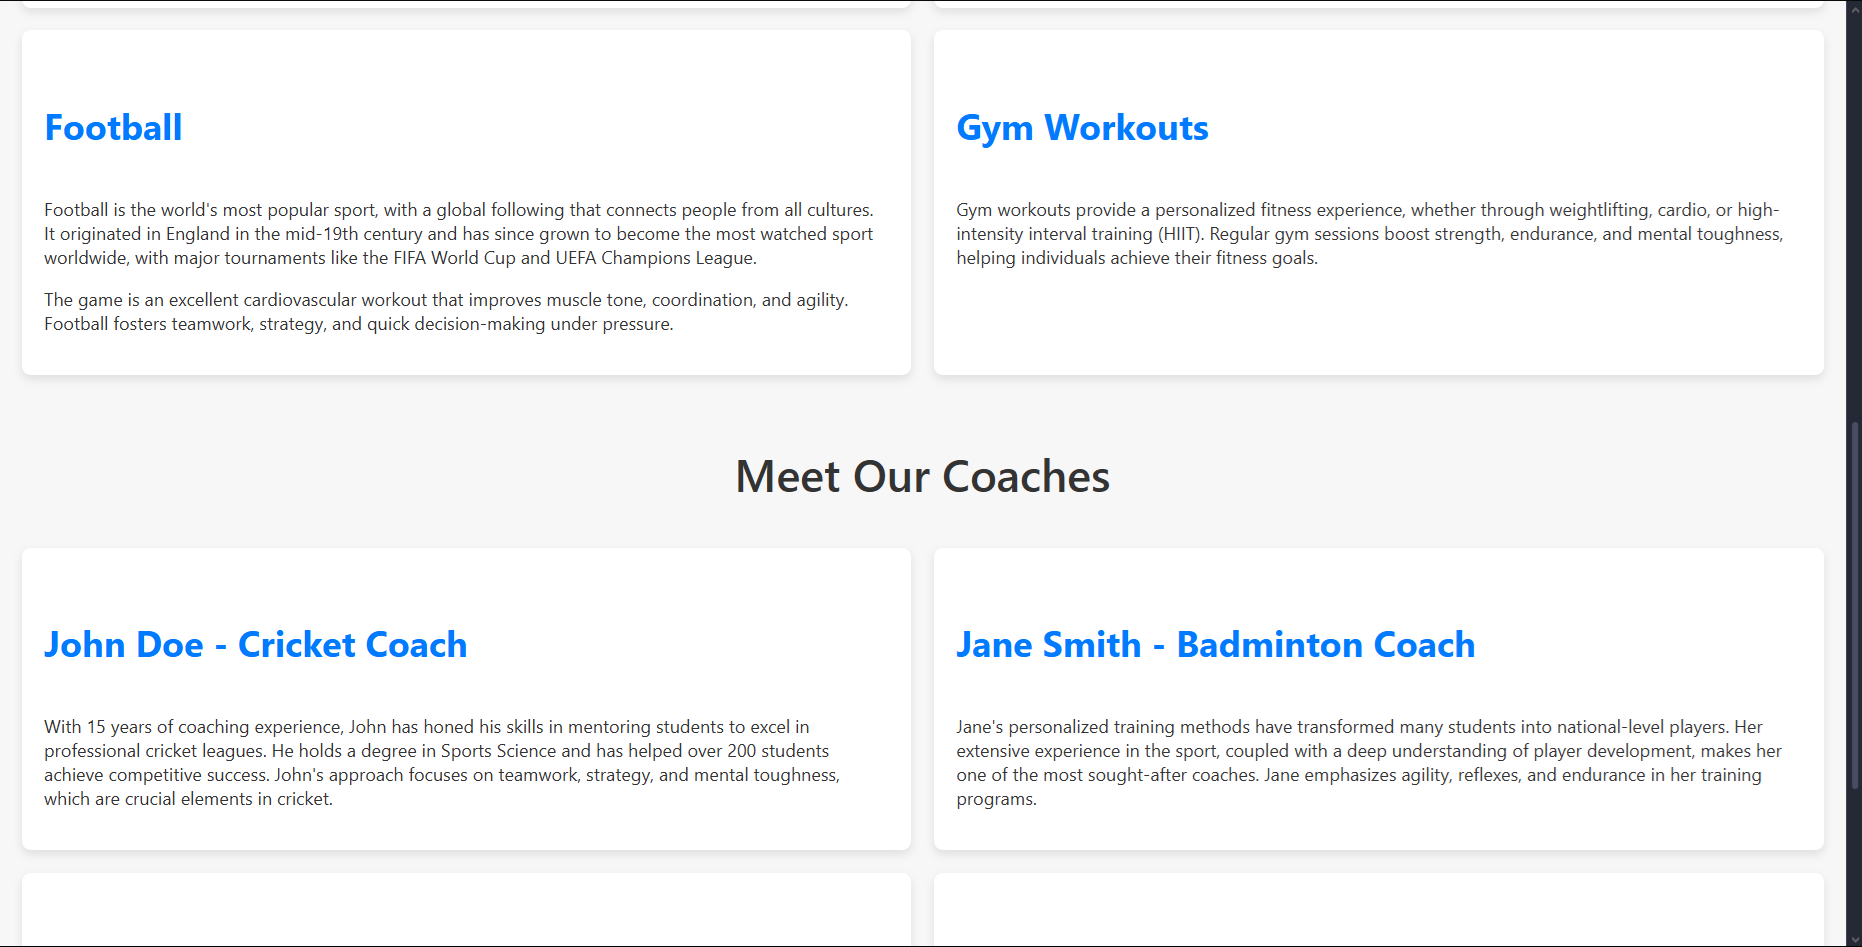 Football
Football is the world's most popular sport, with a global following that connects people from all cultures.
It originated in England in the mid-19th century and has since grown to become the most watched sport
worldwide, with major tournaments like the FIFA World Cup and UEFA Champions League.
The game is an excellent cardiovascular workout that improves muscle tone, coordination, and agility.
Football fosters teamwork, strategy, and quick decision-making under pressure.
Gym Workouts
Gym workouts provide a personalized fitness experience, whether through weightlifting, cardio, or high-
intensity interval training (HIIT). Regular gym sessions boost strength, endurance, and mental toughness,
helping individuals achieve their fitness goals.
Meet Our Coaches
John Doe - Cricket Coach
With 15 years of coaching experience, John has honed his skills in mentoring students to excel in
professional cricket leagues. He holds a degree in Sports Science and has helped over 200 students
achieve competitive success. John's approach focuses on teamwork, strategy, and mental toughness,
which are crucial elements in cricket.
Jane Smith - Badminton Coach
Jane's personalized training methods have transformed many students into national-level players. Her
extensive experience in the sport, coupled with a deep understanding of player development, makes her
one of the most sought-after coaches. Jane emphasizes agility, reflexes, and endurance in her training
programs.